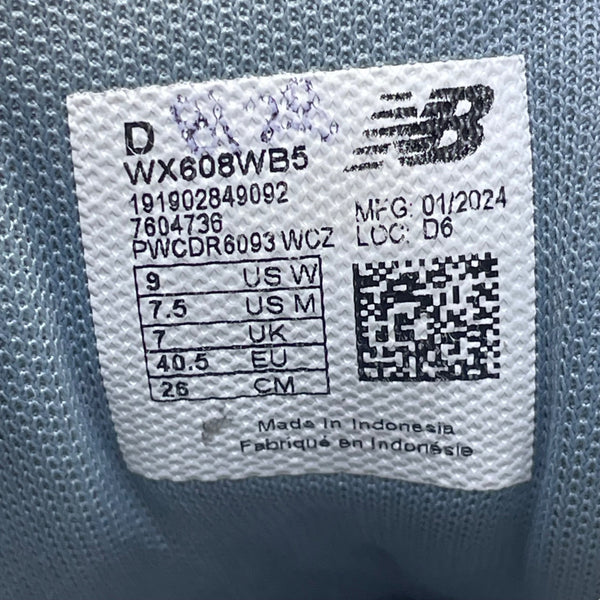 D
NB
WX608WB5
191902849092
7604736
PWCDR6093 WCZ
MFG: 01/2024
LOC: D6
9 US W
7.5 US M
7 UK
40.5 EU
26 CM
Made in Indonesia
Fabriqué en Indonésie